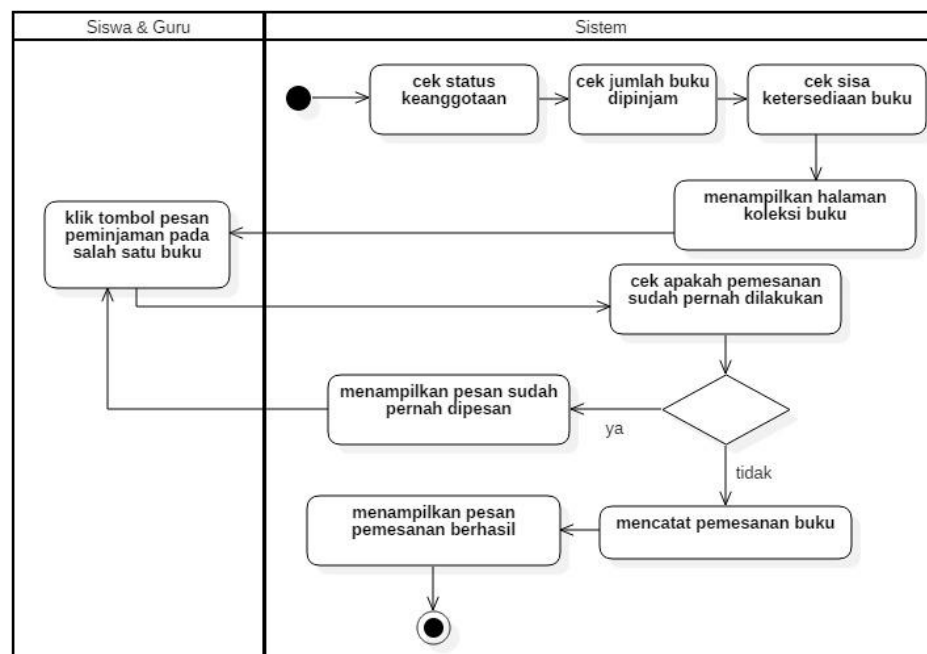 Siswa & Guru
Sistem
cek status
keanggotaan
cek jumlah buku
dipinjam
cek sisa
ketersediaan buku
menampilkan halaman
koleksi buku
klik tombol pesan
peminjaman pada
salah satu buku
cek apakah pemesanan
sudah pernah dilakukan
menampilkan pesan sudah
pernah dipesan
ya
tidak
mencatat pemesanan buku
menampilkan pesan
pemesanan berhasil